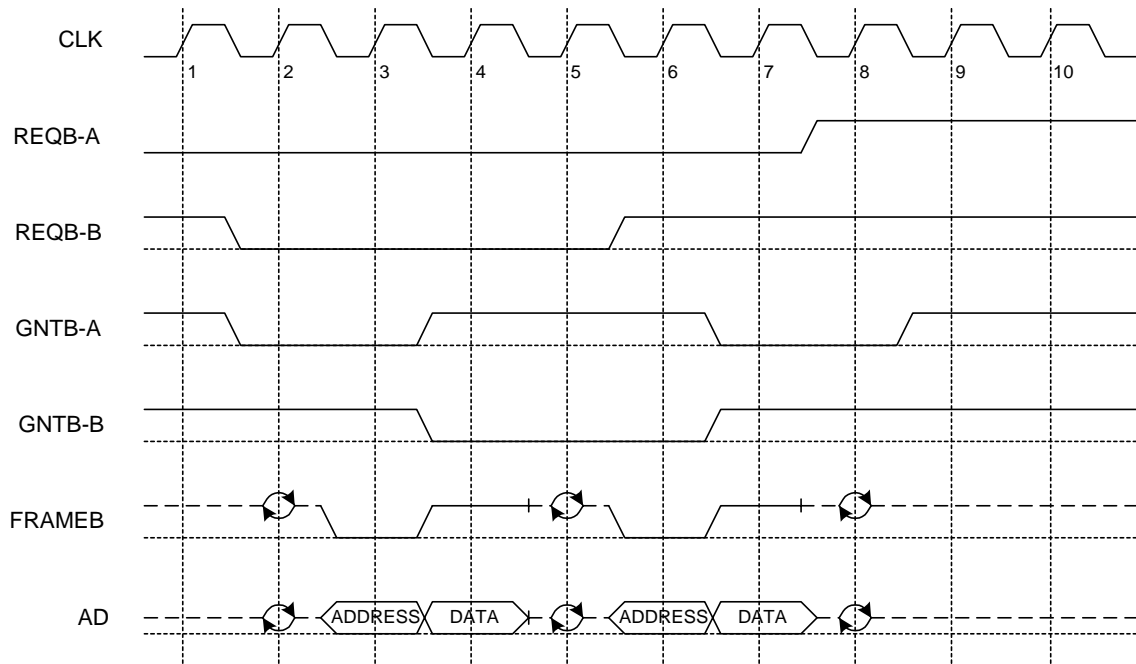 CLK
1 2 3 4 5 6 7 8 9 10
REQB-A
REQB-B
GNTB-A
GNTB-B
FRAMEB
AD ADDRESS DATA ADDRESS DATA